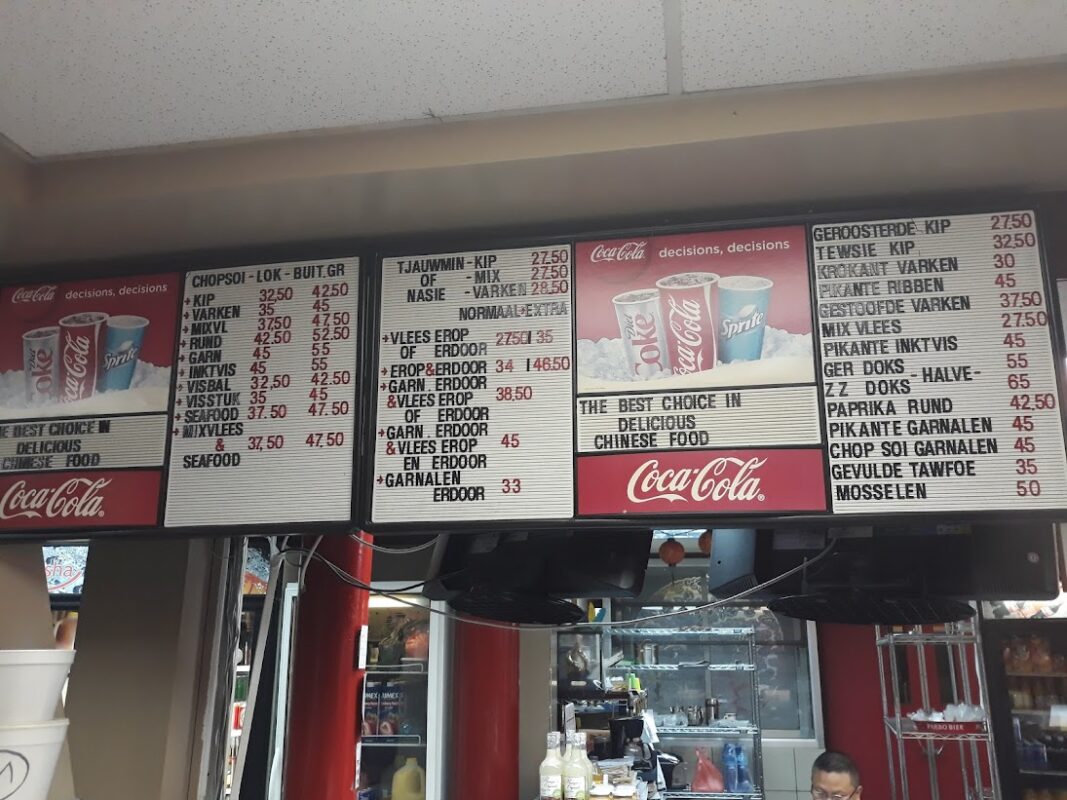 Coca-Cola decisions, decisions
Coke
Coca-Cola
Sprite
THE BEST CHOICE IN
DELICIOUS
CHINESE FOOD
Coca-Cola
CHOPSOI - LOK - BUIT.GR
KIP 32,50 42.50
VARKEN 35 45
MIXVL 37.50 47.50
RUND 42.50 52.50
GARN 45 55
INKTVIS 45 55
VISBAL 32,50 42.50
VISSTUK 35 45
SEAFOOD 37.50 47.50
MIXVLEES
& 37,50 47.50
SEAFOOD
TJAUWMIN - KIP 27.50
OF - MIX 27.50
NASIE - VARKEN 28.50
NORMAAL+EXTRA
VLEES EROP 2750 35
OF ERDOOR
EROP&ERDOOR 34 46.50
GARN ERDOOR
&VLEES EROP 38,50
OF ERDOOR
GARN. ERDOOR
&VLEES EROP 45
EN ERDOOR
GARNALEN
ERDOOR 33
Coca-Cola decisions, decisions
Diet Coke
Coca-Cola
Sprite
THE BEST CHOICE IN
DELICIOUS
CHINESE FOOD
Coca-Cola
GEROOSTERDE KIP 27.50
TEWSIE KIP 32.50
KROKANT VARKEN 30
PIKANTE RIBBEN 45
GESTOOFDE VARKEN 37.50
MIX VLEES 27.50
PIKANTE INKTVIS 45
GER DOKS - HALVE - 55
ZZ DOKS 65
PAPRIKA RUND 42,50
PIKANTE GARNALEN 45
CHOP SOI GARNALEN 45
GEVULDE TAWFOE 35
MOSSELEN 50
PARBO BIER